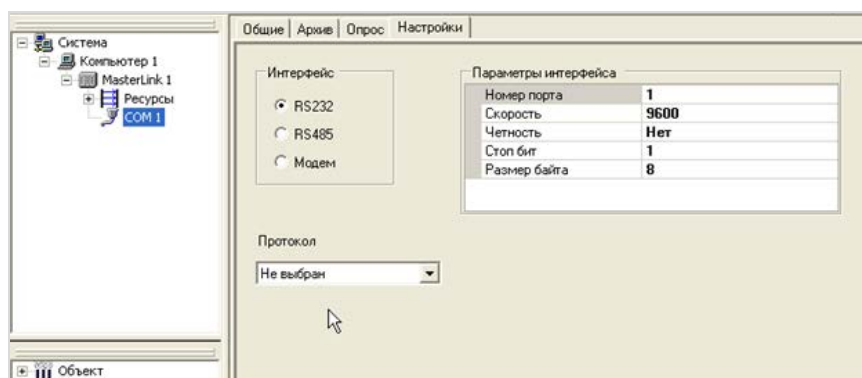 Система
Компьютер 1
MasterLink 1
Ресурсы
COM 1
Объект
Общие Архив Опрос Настройки
Интерфейс
RS232
RS485
Модем
Параметры интерфейса
Номер порта 1
Скорость 9600
Четность Нет
Стоп бит 1
Размер байта 8
Протокол
Не выбран